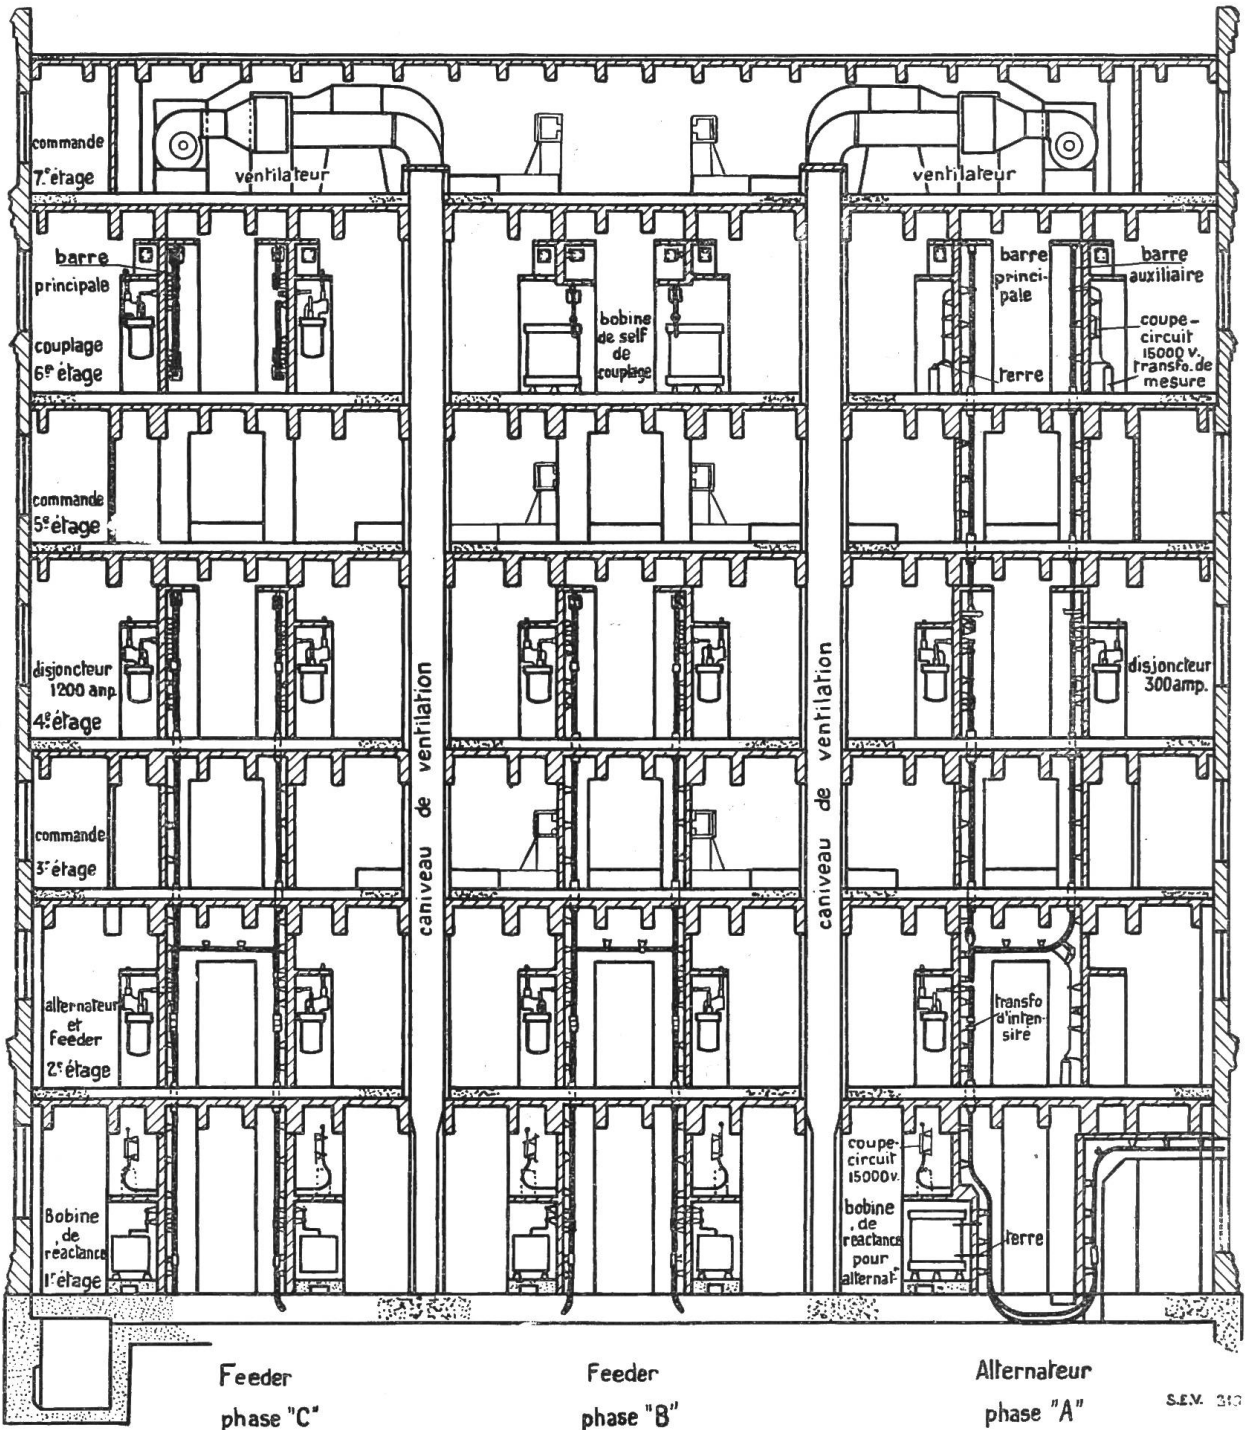 commande
7e étage
ventilateur
ventilateur
barre
principale
couplage
6e étage
bobine
de self
de
couplage
barre
princi-
pale
terre
barre
auxiliaire
coupe-
circuit
15000 v.
transfo. de
mesure
commande
5e étage
disjoncteur
1200 amp.
4e étage
disjoncteur
300 amp.
caniveau de ventilation
caniveau de ventilation
commande
3e étage
alternateur
et
Feeder
2e étage
transfo
d'inten-
sité
Bobine
de
réactance
1r étage
coupe-
circuit
15000v.
bobine
de
réactance
pour
alternatr
terre
Feeder
phase "C"
Feeder
phase "B"
Alternateur
phase "A"
S.E.V.